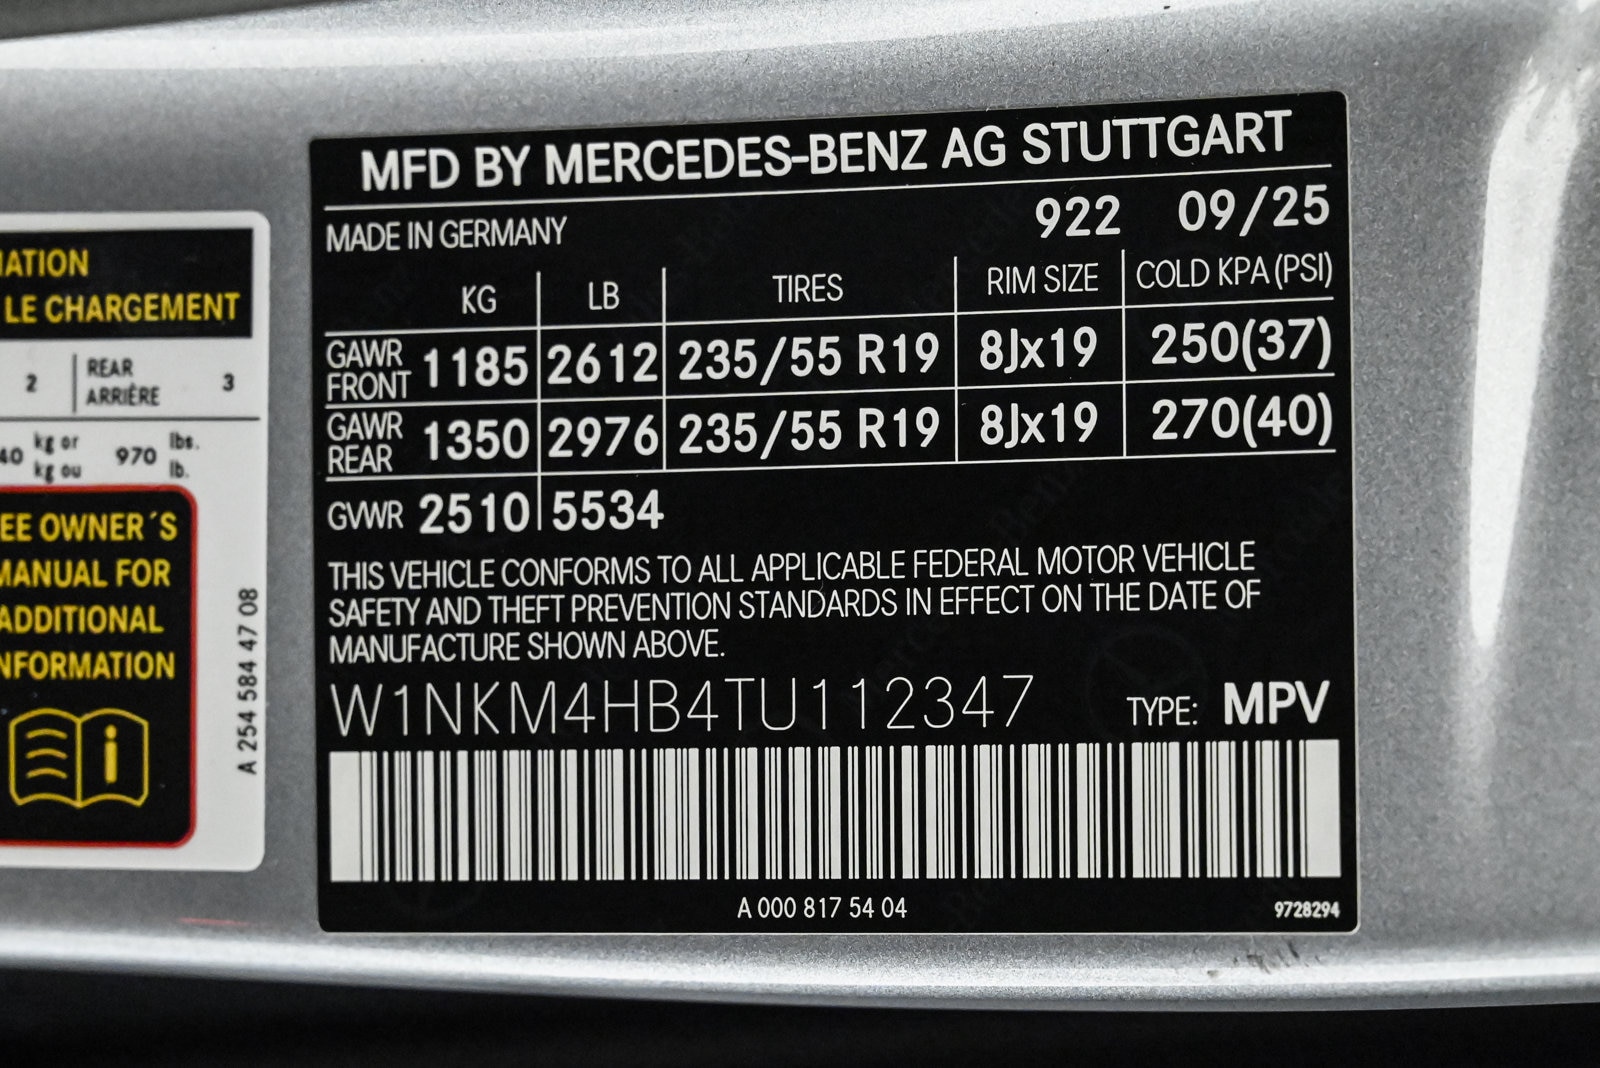 MFD BY MERCEDES-BENZ AG STUTTGART
MADE IN GERMANY 922 09/25
KG LB TIRES RIM SIZE COLD KPA (PSI)
GAWR FRONT 1185 2612 235/55 R19 8Jx19 250(37)
GAWR REAR 1350 2976 235/55 R19 8Jx19 270(40)
GVWR 2510 5534
THIS VEHICLE CONFORMS TO ALL APPLICABLE FEDERAL MOTOR VEHICLE
SAFETY AND THEFT PREVENTION STANDARDS IN EFFECT ON THE DATE OF
MANUFACTURE SHOWN ABOVE.
W1NKM4HB4TU112347 TYPE: MPV
A 000 817 54 04 9728294
LE CHARGEMENT
2 REAR 3
ARRIÈRE
kg or 970 lbs.
kg ou lb.
OWNER´S
MANUAL FOR
ADDITIONAL
INFORMATION
A 254 584 47 08